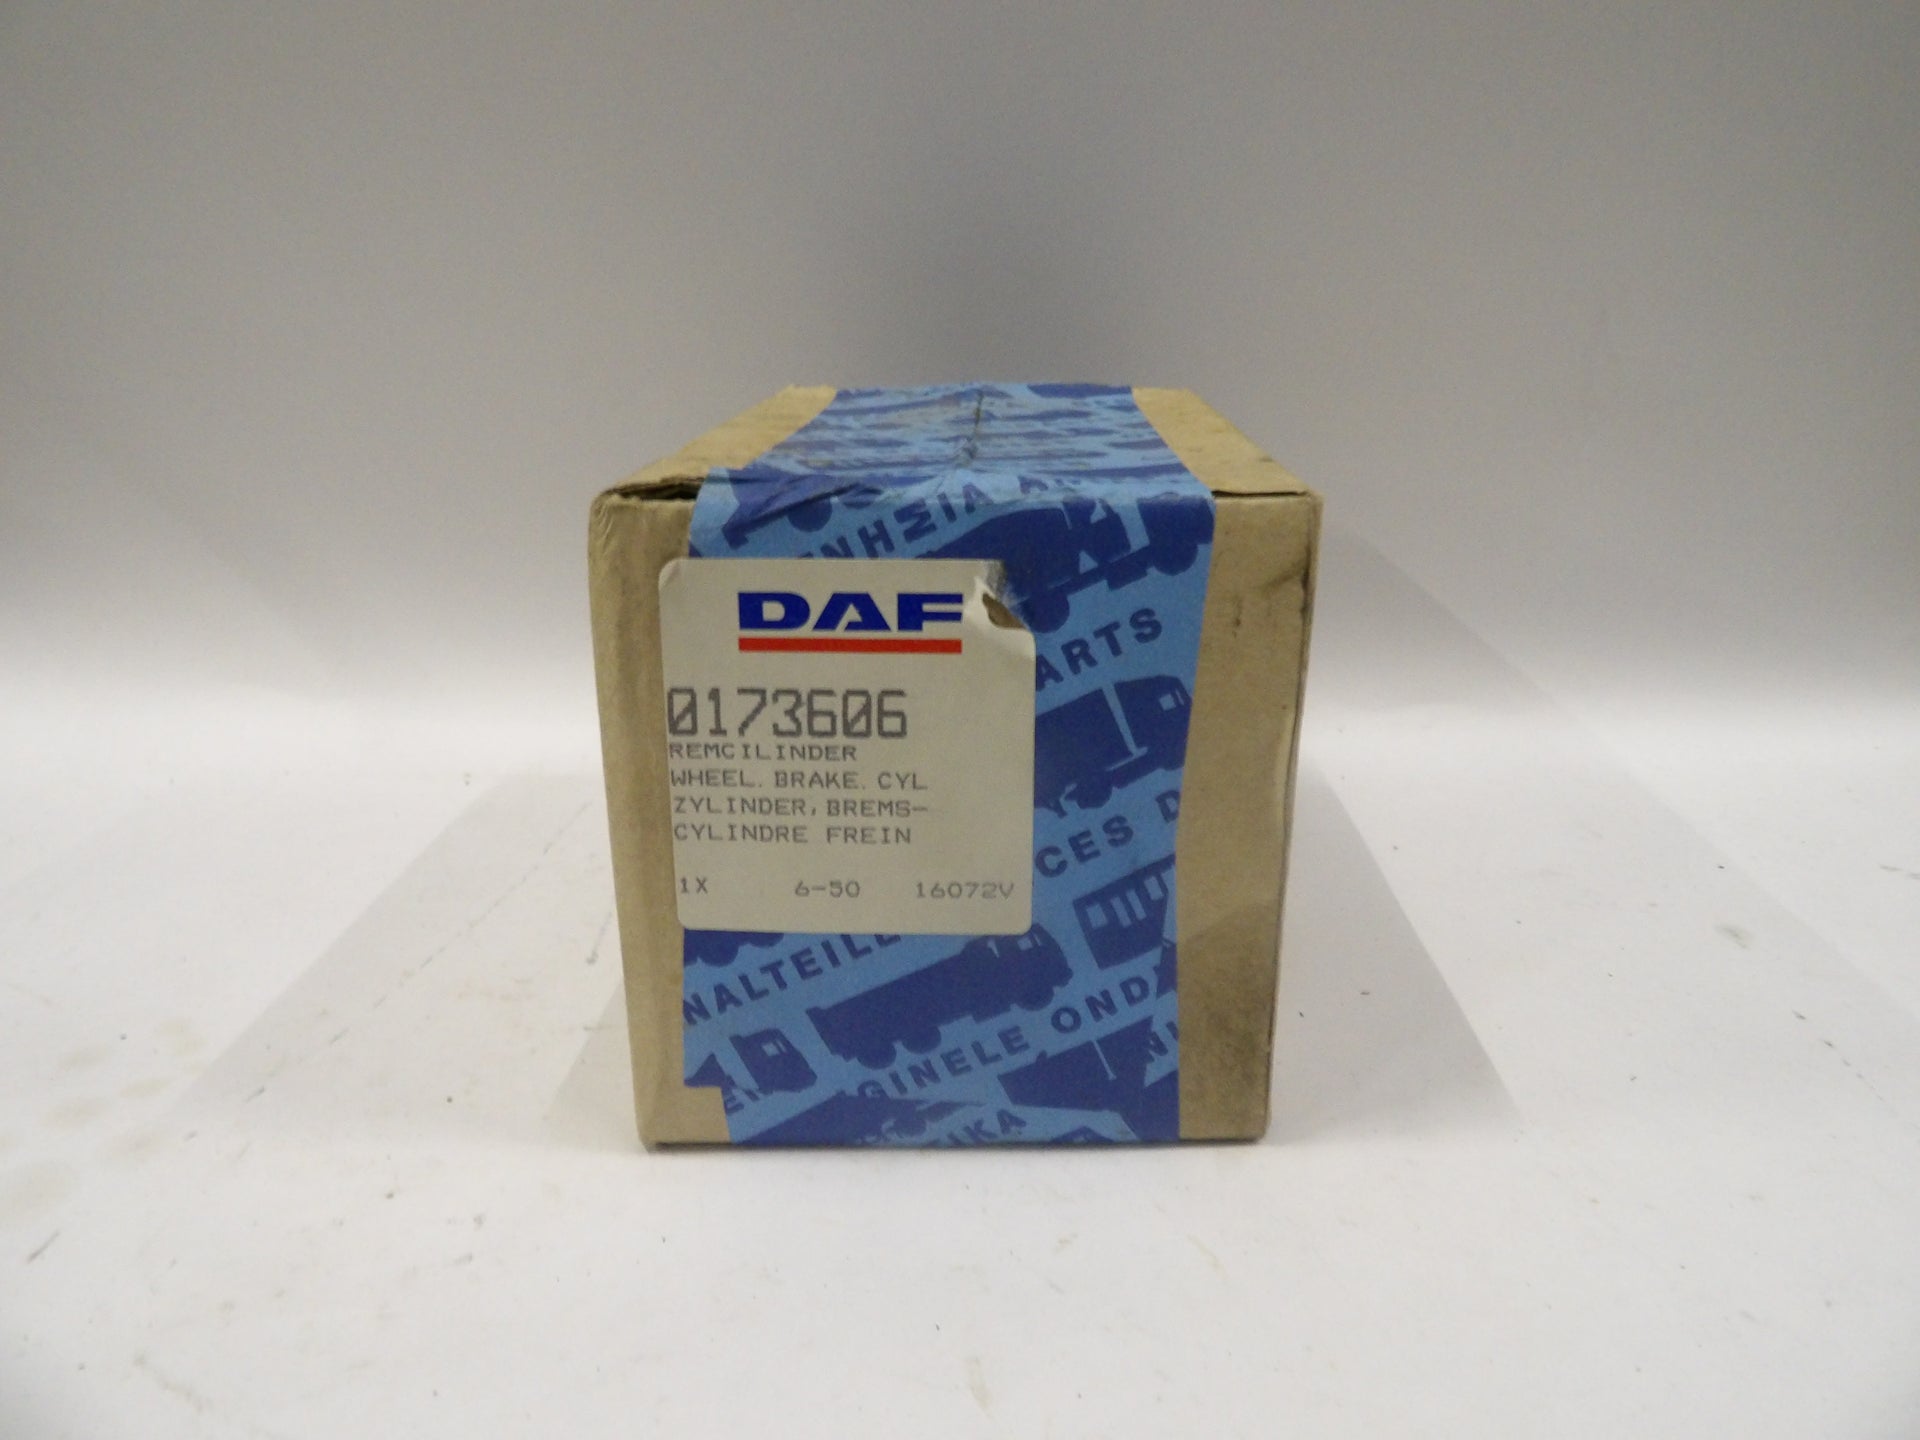 DAF
0173606
REMCILINDER
WHEEL. BRAKE. CYL
ZYLINDER, BREMS-
CYLINDRE FREIN
1X 6-50 16072V
ARTS
CES D
NALTEILE
GINELE OND
IKA